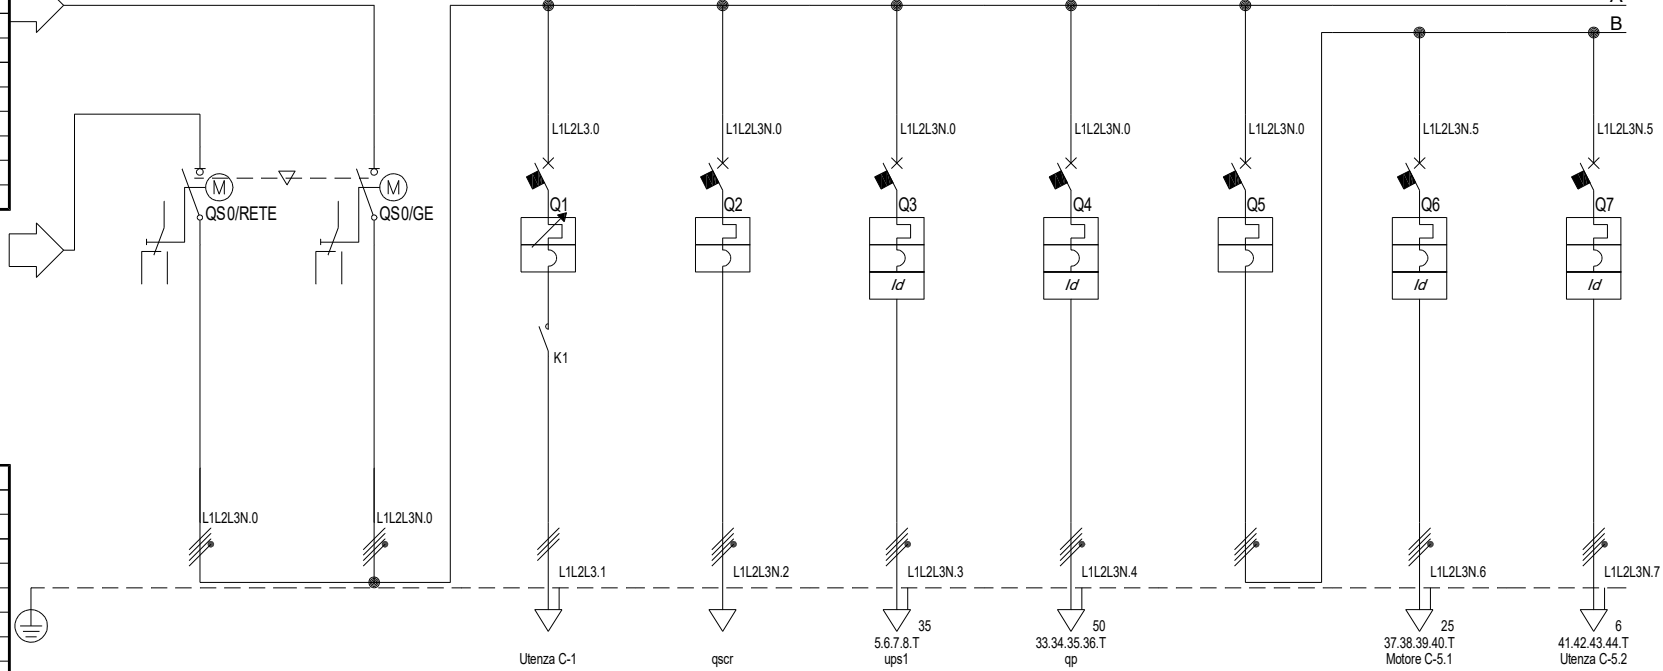 B
L1L2L3.0
L1L2L3N.0
L1L2L3N.0
L1L2L3N.0
L1L2L3N.0
L1L2L3N.5
L1L2L3N.5
M
M
QS0/RETE
QS0/GE
Q1
Q2
Q3
Q4
Q5
Q6
Q7
Id
Id
Id
Id
K1
L1L2L3N.0
L1L2L3N.0
L1L2L3.1
L1L2L3N.2
L1L2L3N.3
L1L2L3N.4
L1L2L3N.6
L1L2L3N.7
35
50
25
6
5.6.7.8.T
33.34.35.36.T
37.38.39.40.T
41.42.43.44.T
Utenza C-1
qscr
ups1
qp
Motore C-5.1
Utenza C-5.2